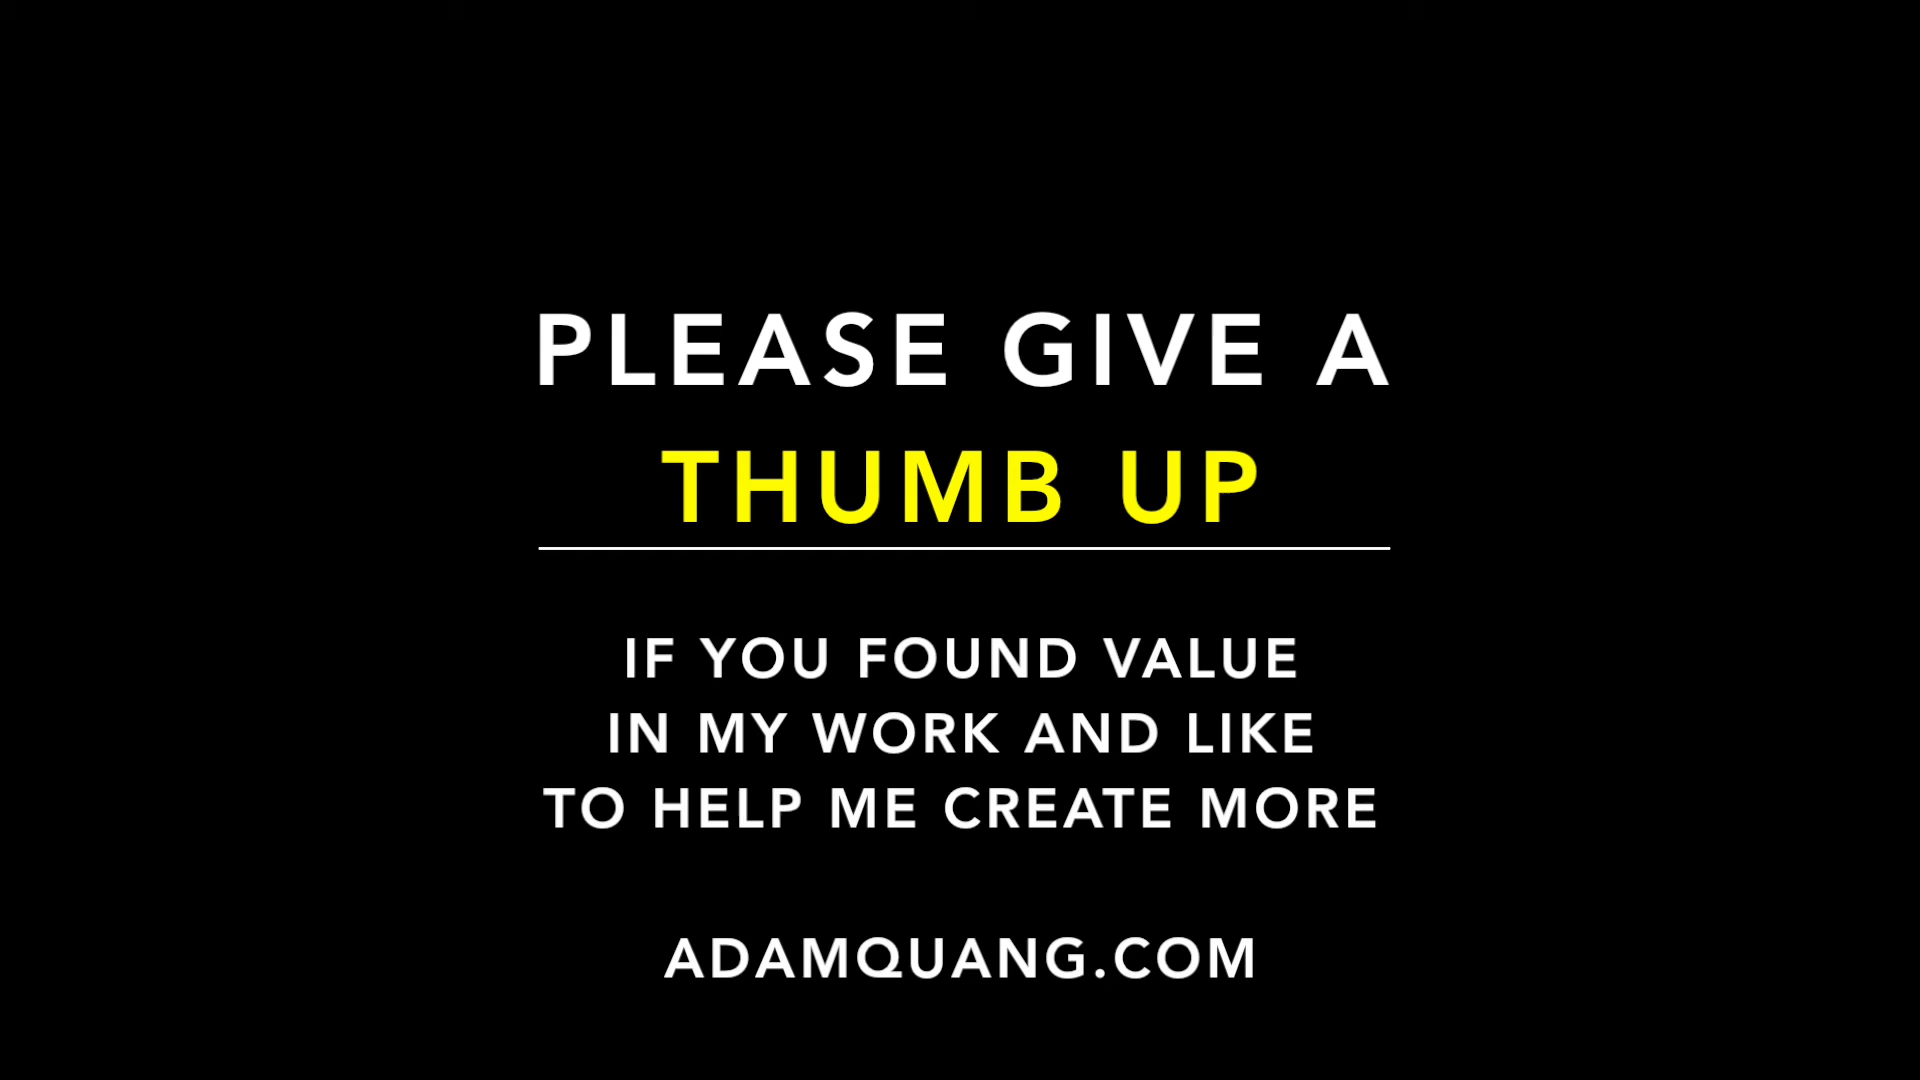 PLEASE GIVE A
THUMB UP
IF YOU FOUND VALUE
IN MY WORK AND LIKE
TO HELP ME CREATE MORE
ADAMQUANG.COM